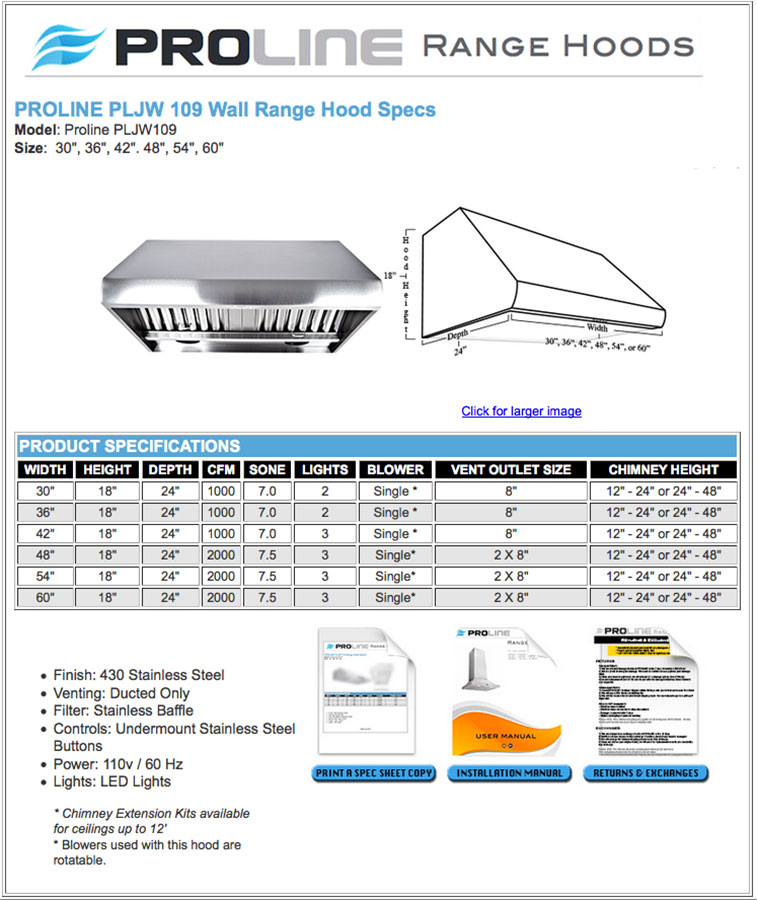 PROLINE RANGE HOODS
PROLINE PLJW 109 Wall Range Hood Specs
Model: Proline PLJW109
Size: 30", 36", 42". 48", 54", 60"
18"
Hood Height
Depth
24"
Width
30", 36", 42", 48", 54", or 60"
Click for larger image
PRODUCT SPECIFICATIONS
WIDTH HEIGHT DEPTH CFM SONE LIGHTS BLOWER VENT OUTLET SIZE CHIMNEY HEIGHT
30" 18" 24" 1000 7.0 2 Single * 8" 12" - 24" or 24" - 48"
36" 18" 24" 1000 7.0 2 Single * 8" 12" - 24" or 24" - 48"
42" 18" 24" 1000 7.0 3 Single * 8" 12" - 24" or 24" - 48"
48" 18" 24" 2000 7.5 3 Single* 2 X 8" 12" - 24" or 24" - 48"
54" 18" 24" 2000 7.5 3 Single* 2 X 8" 12" - 24" or 24" - 48"
60" 18" 24" 2000 7.5 3 Single* 2 X 8" 12" - 24" or 24" - 48"
• Finish: 430 Stainless Steel
• Venting: Ducted Only
• Filter: Stainless Baffle
• Controls: Undermount Stainless Steel
Buttons
• Power: 110v / 60 Hz
• Lights: LED Lights
* Chimney Extension Kits available
for ceilings up to 12'
* Blowers used with this hood are
rotatable.
PROLINE
PRINT A SPEC SHEET COPY
PROLINE
USER MANUAL
INSTALLATION MANUAL
PROLINE
RETURNS & EXCHANGES